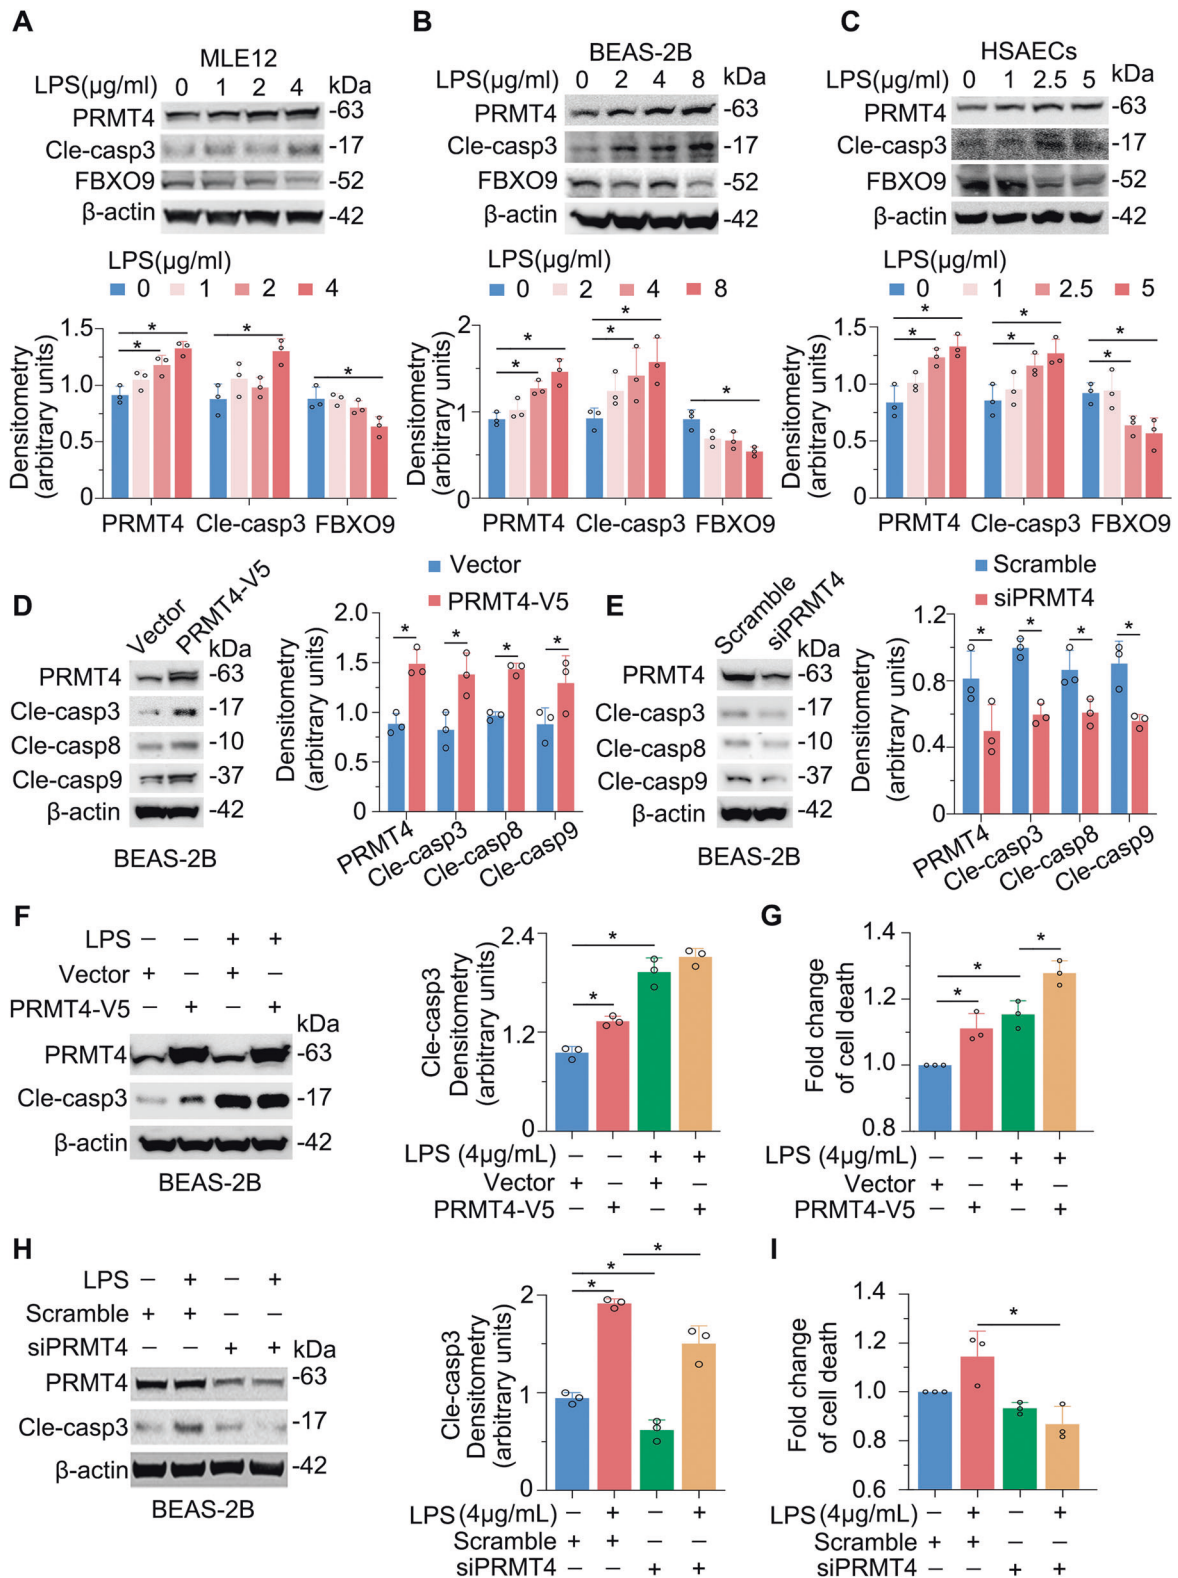 A
MLE12
LPS(μg/ml) 0 1 2 4 kDa
PRMT4 -63
Cle-casp3 -17
FBXO9 -52
β-actin -42
LPS(μg/ml)
0 1 2 4
Densitometry
(arbitrary units)
1.5
1.0
0.5
0
PRMT4 Cle-casp3 FBXO9
* * * *
B
BEAS-2B
LPS(μg/ml) 0 2 4 8 kDa
PRMT4 -63
Cle-casp3 -17
FBXO9 -52
β-actin -42
LPS(μg/ml)
0 2 4 8
Densitometry
(arbitrary units)
2
1
0
PRMT4 Cle-casp3 FBXO9
* * * * *
C
HSAECs
LPS(μg/ml) 0 1 2.5 5 kDa
PRMT4 -63
Cle-casp3 -17
FBXO9 -52
β-actin -42
LPS(μg/ml)
0 1 2.5 5
Densitometry
(arbitrary units)
1.5
1.0
0.5
0
PRMT4 Cle-casp3 FBXO9
* * * * * *
D
Vector PRMT4-V5
kDa
PRMT4 -63
Cle-casp3 -17
Cle-casp8 -10
Cle-casp9 -37
β-actin -42
BEAS-2B
Vector
PRMT4-V5
Densitometry
(arbitrary units)
2.0
1.5
1.0
0.5
0
* * * *
PRMT4 Cle-casp3 Cle-casp8 Cle-casp9
E
Scramble siPRMT4
kDa
PRMT4 -63
Cle-casp3 -17
Cle-casp8 -10
Cle-casp9 -37
β-actin -42
BEAS-2B
Scramble
siPRMT4
Densitometry
(arbitrary units)
1.2
0.8
0.4
0
* * * *
PRMT4 Cle-casp3 Cle-casp8 Cle-casp9
F
LPS − − + +
Vector + − + −
PRMT4-V5 − + − +
kDa
PRMT4 -63
Cle-casp3 -17
β-actin -42
BEAS-2B
Cle-casp3
Densitometry
(arbitrary units)
2.4
1.2
0
* *
LPS (4μg/mL) − − + +
Vector + − + −
PRMT4-V5 − + − +
G
Fold change
of cell death
1.4
1.2
1.0
0.8
* * *
LPS (4μg/mL) − − + +
Vector + − + −
PRMT4-V5 − + − +
H
LPS − + − +
Scramble + + − −
siPRMT4 − − + + kDa
PRMT4 -63
Cle-casp3 -17
β-actin -42
BEAS-2B
Cle-casp3
Densitometry
(arbitrary units)
2
1
0
* * *
LPS (4μg/mL) − + − +
Scramble + + − −
siPRMT4 − − + +
I
Fold change
of cell death
1.4
1.2
1.0
0.8
0.6
*
LPS (4μg/mL) − + − +
Scramble + + − −
siPRMT4 − − + +